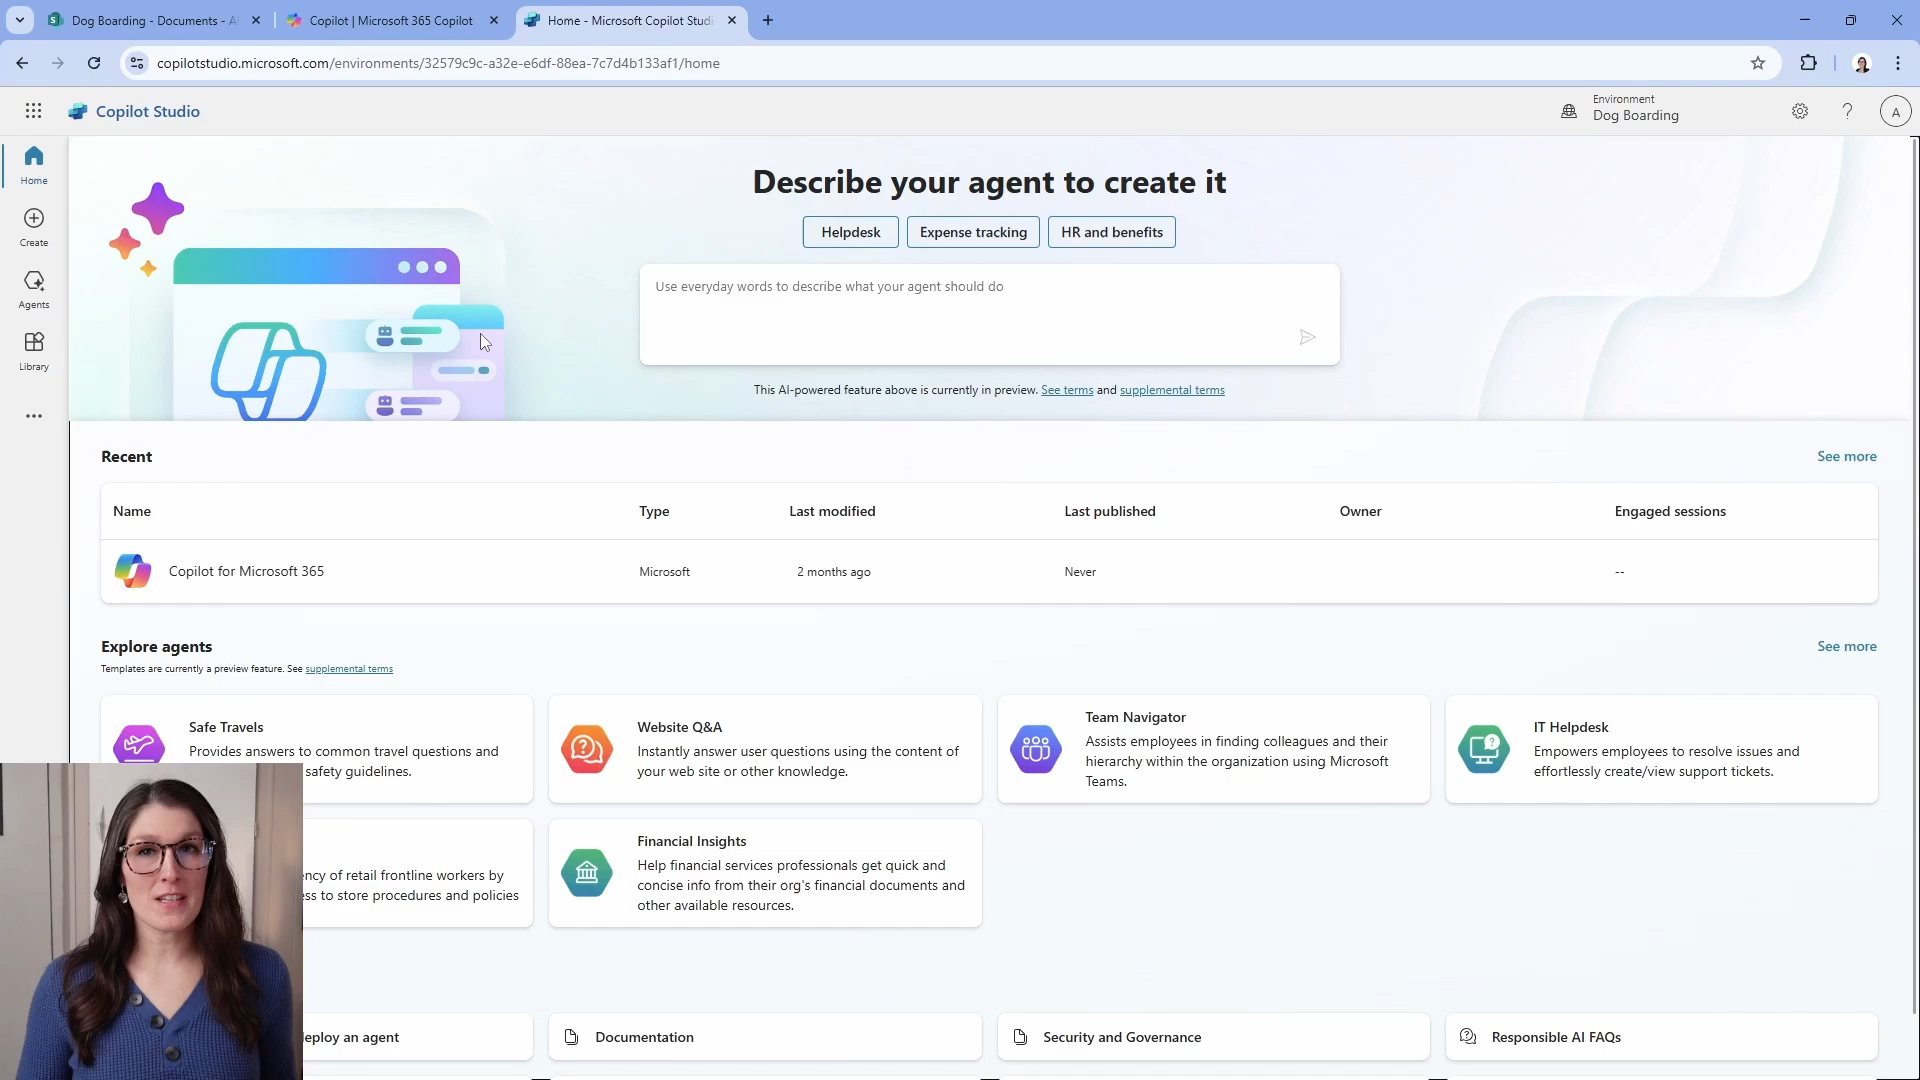 Dog Boarding - Documents - A
Copilot | Microsoft 365 Copilot
Home - Microsoft Copilot Studi
copilotstudio.microsoft.com/environments/32579c9c-a32e-e6df-88ea-7c7d4b133af1/home
Copilot Studio
Environment
Dog Boarding
A
Home
Create
Agents
Library
Describe your agent to create it
Helpdesk
Expense tracking
HR and benefits
Use everyday words to describe what your agent should do
This AI-powered feature above is currently in preview. See terms and supplemental terms
Recent
See more
Name
Type
Last modified
Last published
Owner
Engaged sessions
Copilot for Microsoft 365
Microsoft
2 months ago
Never
--
Explore agents
See more
Templates are currently a preview feature. See supplemental terms
Safe Travels
Provides answers to common travel questions and
safety guidelines.
Website Q&A
Instantly answer user questions using the content of
your web site or other knowledge.
Team Navigator
Assists employees in finding colleagues and their
hierarchy within the organization using Microsoft
Teams.
IT Helpdesk
Empowers employees to resolve issues and
effortlessly create/view support tickets.
ncy of retail frontline workers by
ss to store procedures and policies
Financial Insights
Help financial services professionals get quick and
concise info from their org's financial documents and
other available resources.
eploy an agent
Documentation
Security and Governance
Responsible AI FAQs